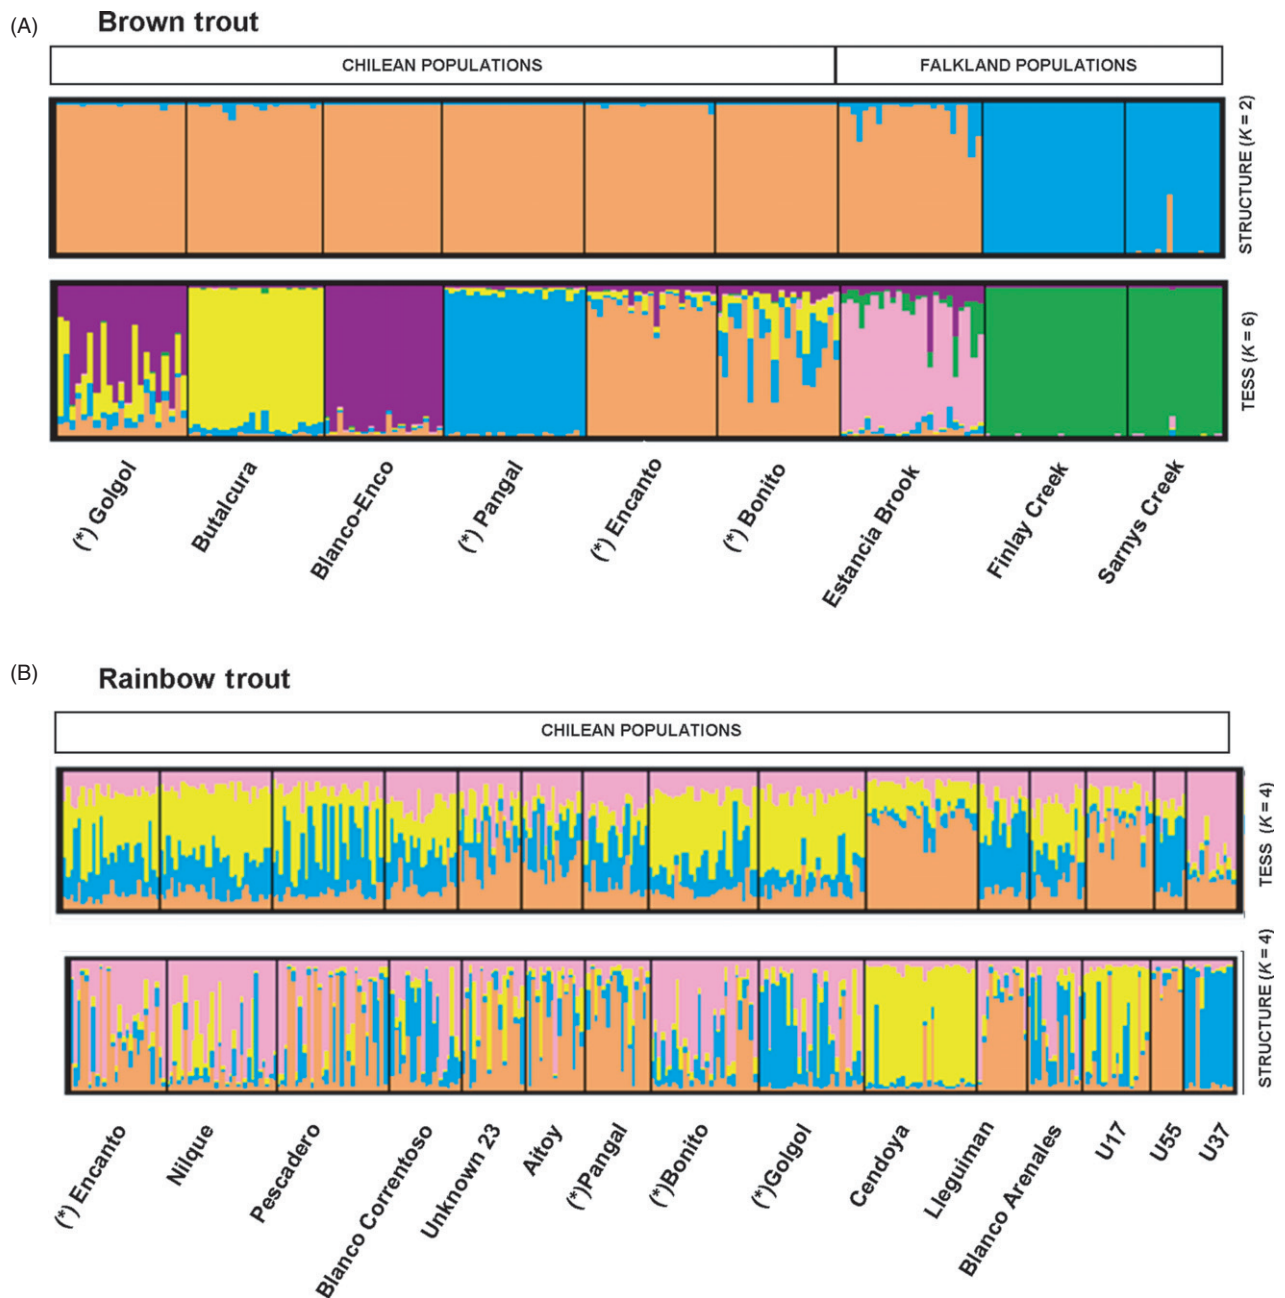 (A)
Brown trout
CHILEAN POPULATIONS
FALKLAND POPULATIONS
STRUCTURE (K = 2)
TESS (K = 6)
(*) Golgol
Butalcura
Blanco-Enco
(*) Pangal
(*) Encanto
(*) Bonito
Estancia Brook
Finlay Creek
Sarnys Creek
(B)
Rainbow trout
CHILEAN POPULATIONS
TESS (K = 4)
STRUCTURE (K = 4)
(*) Encanto
Nilque
Pescadero
Blanco Correntoso
Unknown 23
Aitoy
(*)Pangal
(*)Bonito
(*)Golgol
Cendoya
Lleguiman
Blanco Arenales
U17
U55
U37